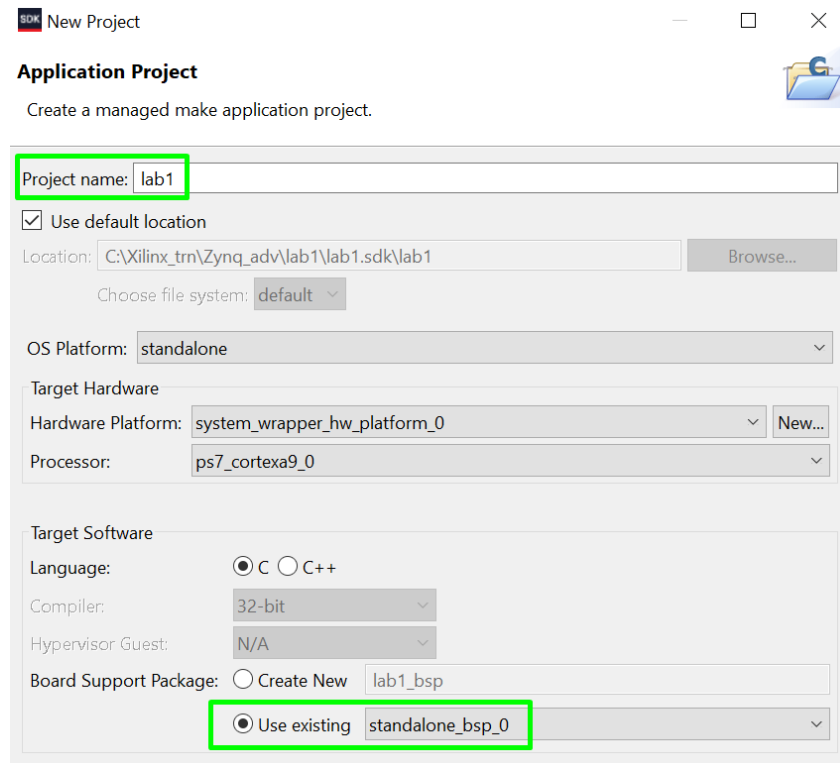 SDK New Project
Application Project
Create a managed make application project.
Project name: lab1
Use default location
Location: C:\Xilinx_trn\Zynq_adv\lab1\lab1.sdk\lab1 Browse...
Choose file system: default
OS Platform: standalone
Target Hardware
Hardware Platform: system_wrapper_hw_platform_0 New...
Processor: ps7_cortexa9_0
Target Software
Language: C C++
Compiler: 32-bit
Hypervisor Guest: N/A
Board Support Package: Create New lab1_bsp
Use existing standalone_bsp_0